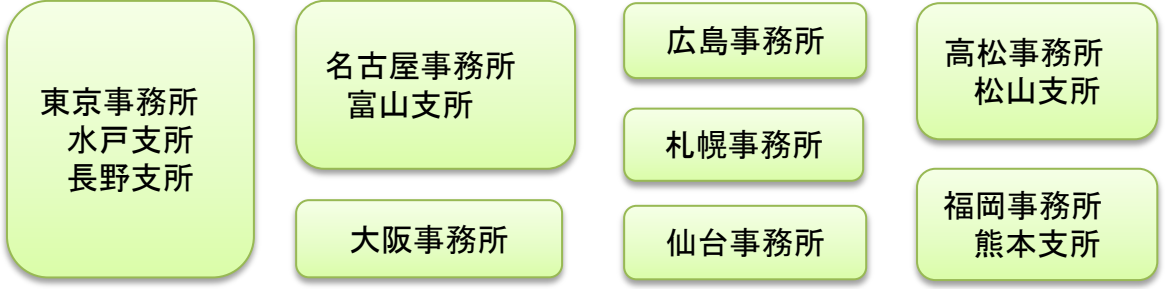 東京事務所
水戸支所
長野支所
名古屋事務所
富山支所
大阪事務所
広島事務所
札幌事務所
仙台事務所
高松事務所
松山支所
福岡事務所
熊本支所